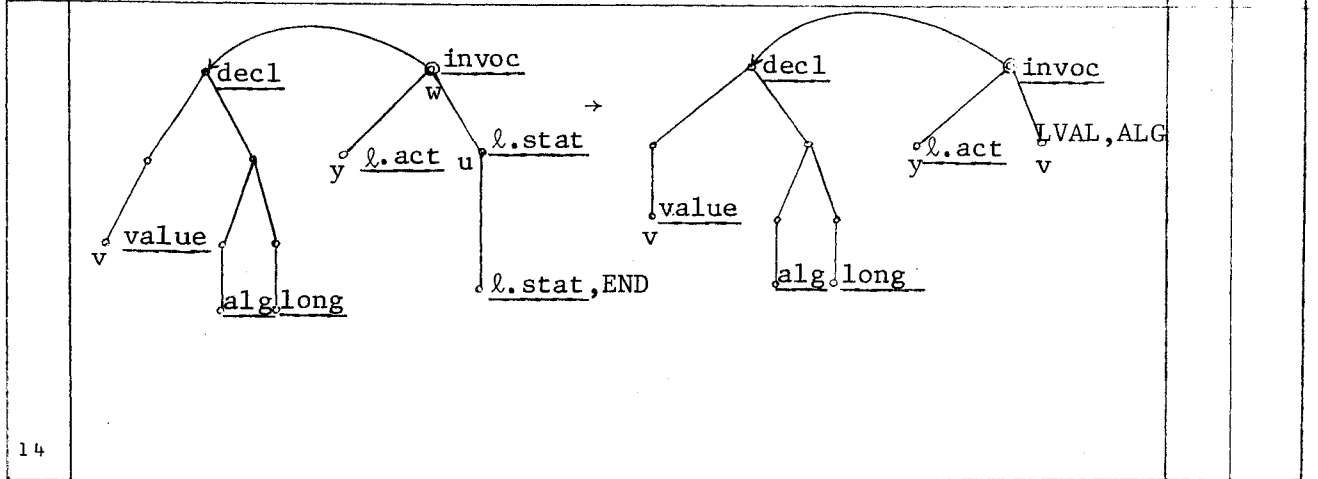 decl invoc → decl invoc
w
y ℓ.act u ℓ.stat y ℓ.act LVAL,ALG
v
v value value
v
alg long ℓ.stat,END alg long
14